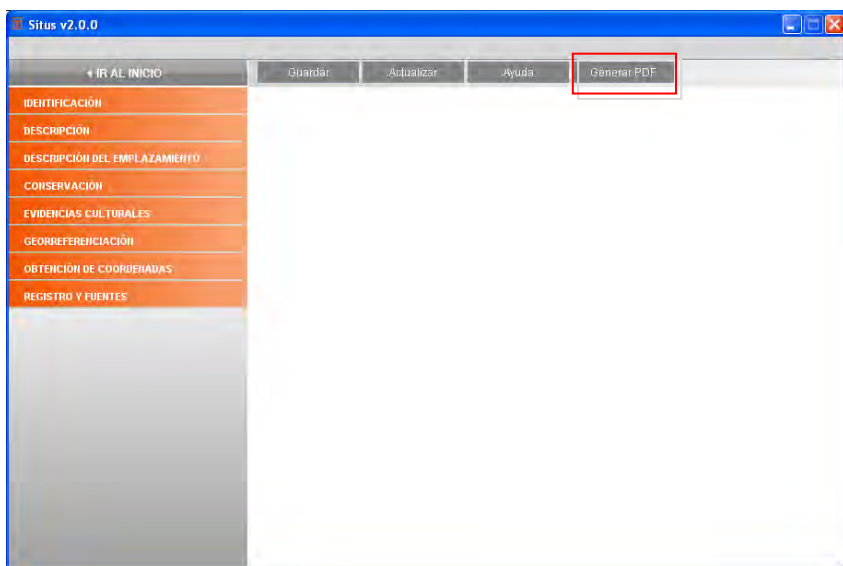 Situs v2.0.0
IR AL INICIO
Guardar Actualizar Ayuda Generar PDF
IDENTIFICACIÓN
DESCRIPCIÓN
DESCRIPCIÓN DEL EMPLAZAMIENTO
CONSERVACIÓN
EVIDENCIAS CULTURALES
GEORREFERENCIACIÓN
OBTENCIÓN DE COORDENADAS
REGISTRO Y FUENTES